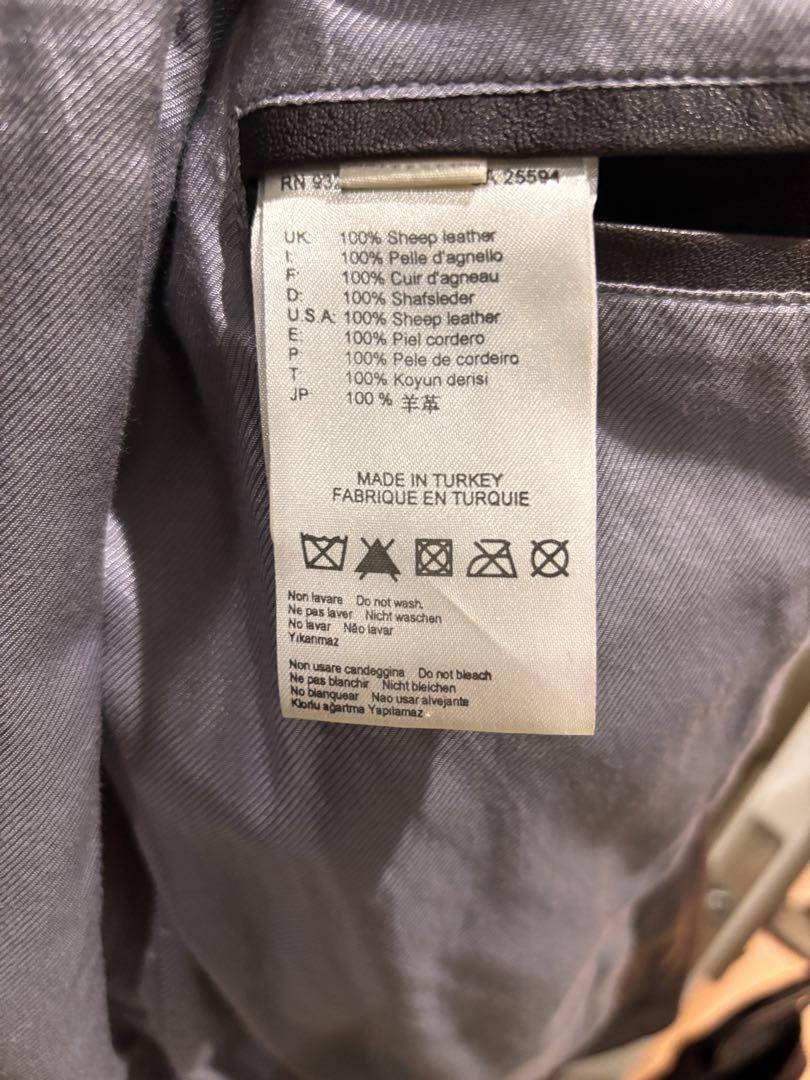 RN 93
A 25594
UK: 100% Sheep leather
I: 100% Pelle d'agnello
F: 100% Cuir d'agneau
D: 100% Shafsleder
U.S.A: 100% Sheep leather
E: 100% Piel cordero
P 100% Pele de cordeiro
T 100% Koyun derisi
JP 100 % 羊革
MADE IN TURKEY
FABRIQUE EN TURQUIE
Non lavare Do not wash.
Ne pas laver Nicht waschen
No lavar Não lavar
Yıkanmaz
Non usare candeggina Do not bleach
Ne pas blanchir Nicht bleichen
No blanquear Nao usar alvejante
Klorlu ağartma Yapılamaz